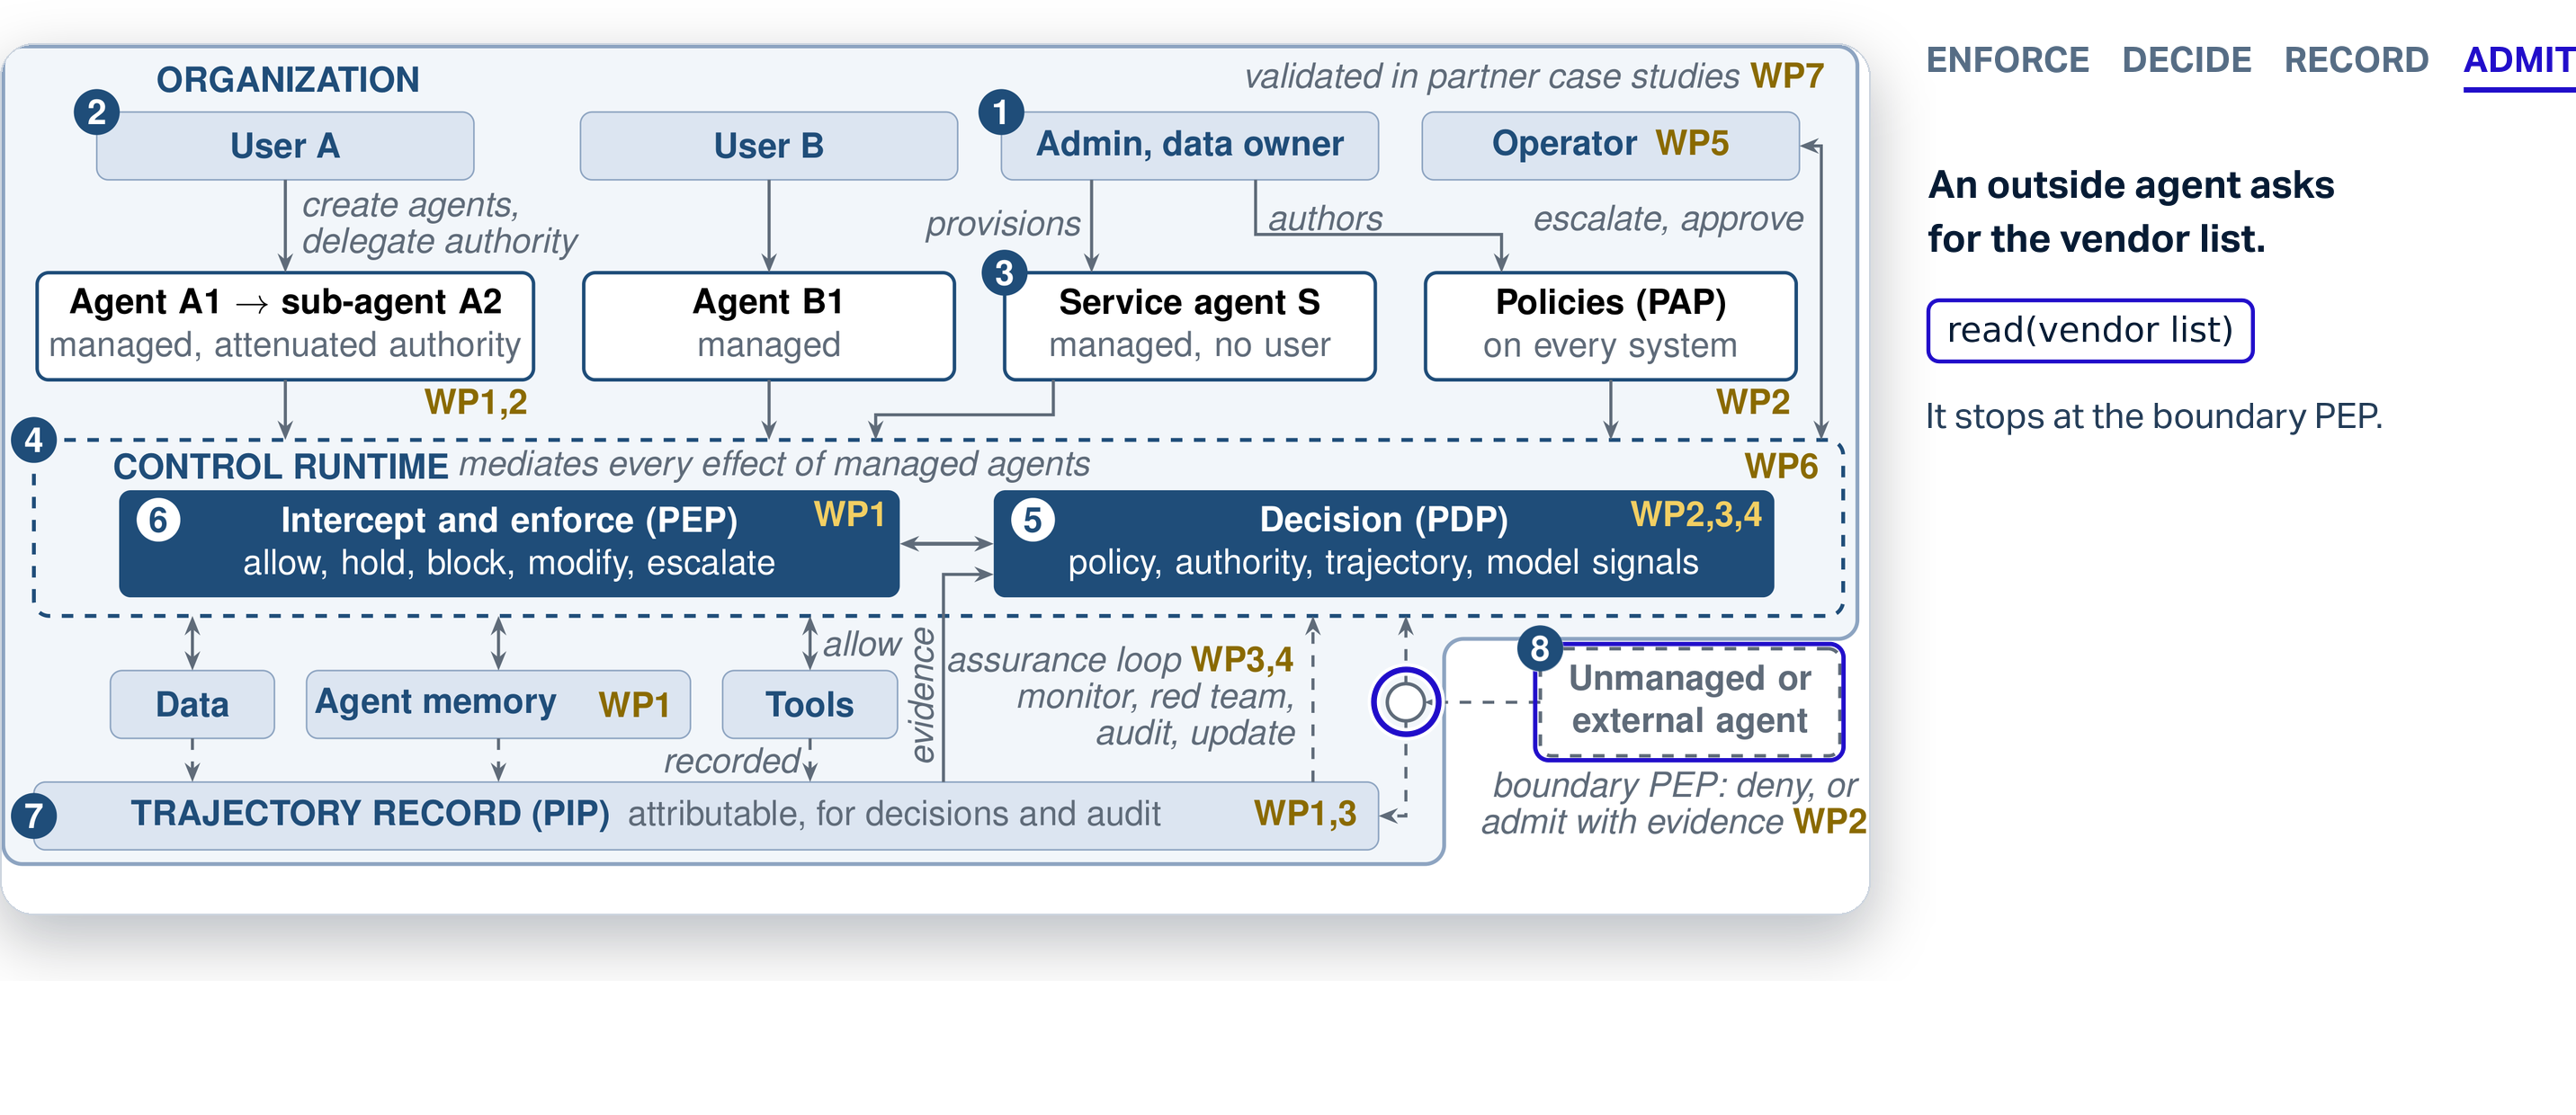 ORGANIZATION
validated in partner case studies WP7
2
User A
User B
1
Admin, data owner
Operator WP5
create agents,
delegate authority
provisions
authors
escalate, approve
Agent A1 → sub-agent A2
managed, attenuated authority
Agent B1
managed
3
Service agent S
managed, no user
Policies (PAP)
on every system
WP1,2
WP2
4
CONTROL RUNTIME mediates every effect of managed agents
WP6
6
Intercept and enforce (PEP)
WP1
allow, hold, block, modify, escalate
5
Decision (PDP)
WP2,3,4
policy, authority, trajectory, model signals
allow
evidence
assurance loop WP3,4
monitor, red team,
audit, update
Data
Agent memory WP1
Tools
recorded
8
Unmanaged or
external agent
boundary PEP: deny, or
admit with evidence WP2
7
TRAJECTORY RECORD (PIP) attributable, for decisions and audit WP1,3
ENFORCE DECIDE RECORD ADMIT
An outside agent asks
for the vendor list.
read(vendor list)
It stops at the boundary PEP.